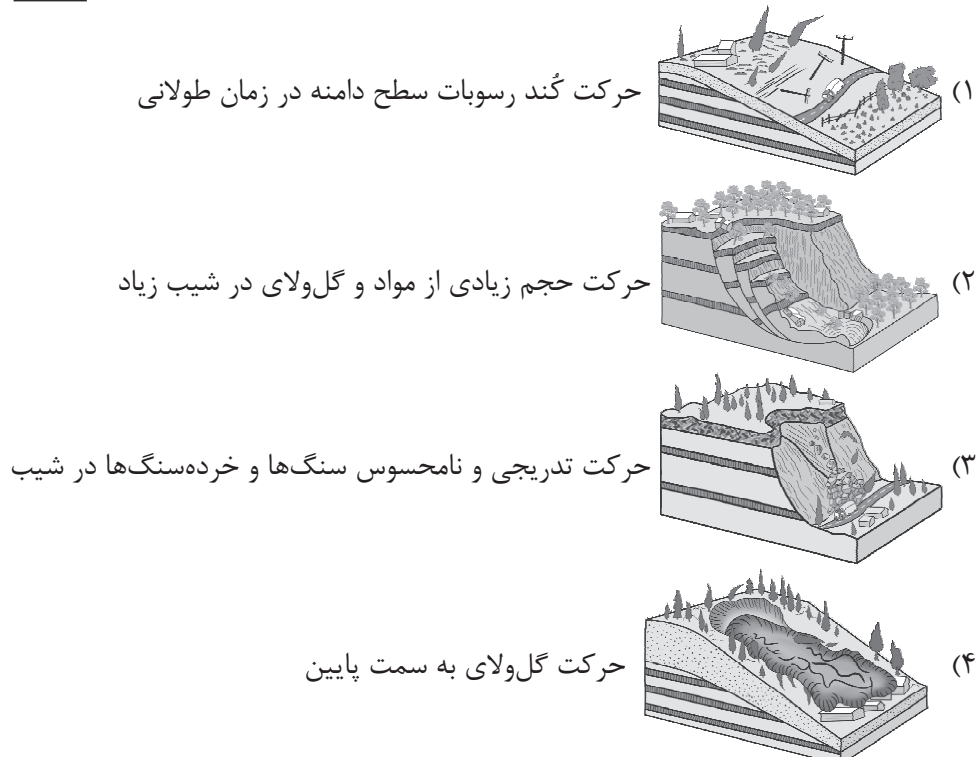 ۱) حرکت کُند رسوبات سطح دامنه در زمان طولانی
۲) حرکت حجم زیادی از مواد و گل‌ولای در شیب زیاد
۳) حرکت تدریجی و نامحسوس سنگ‌ها و خرده‌سنگ‌ها در شیب
۴) حرکت گل‌ولای به سمت پایین